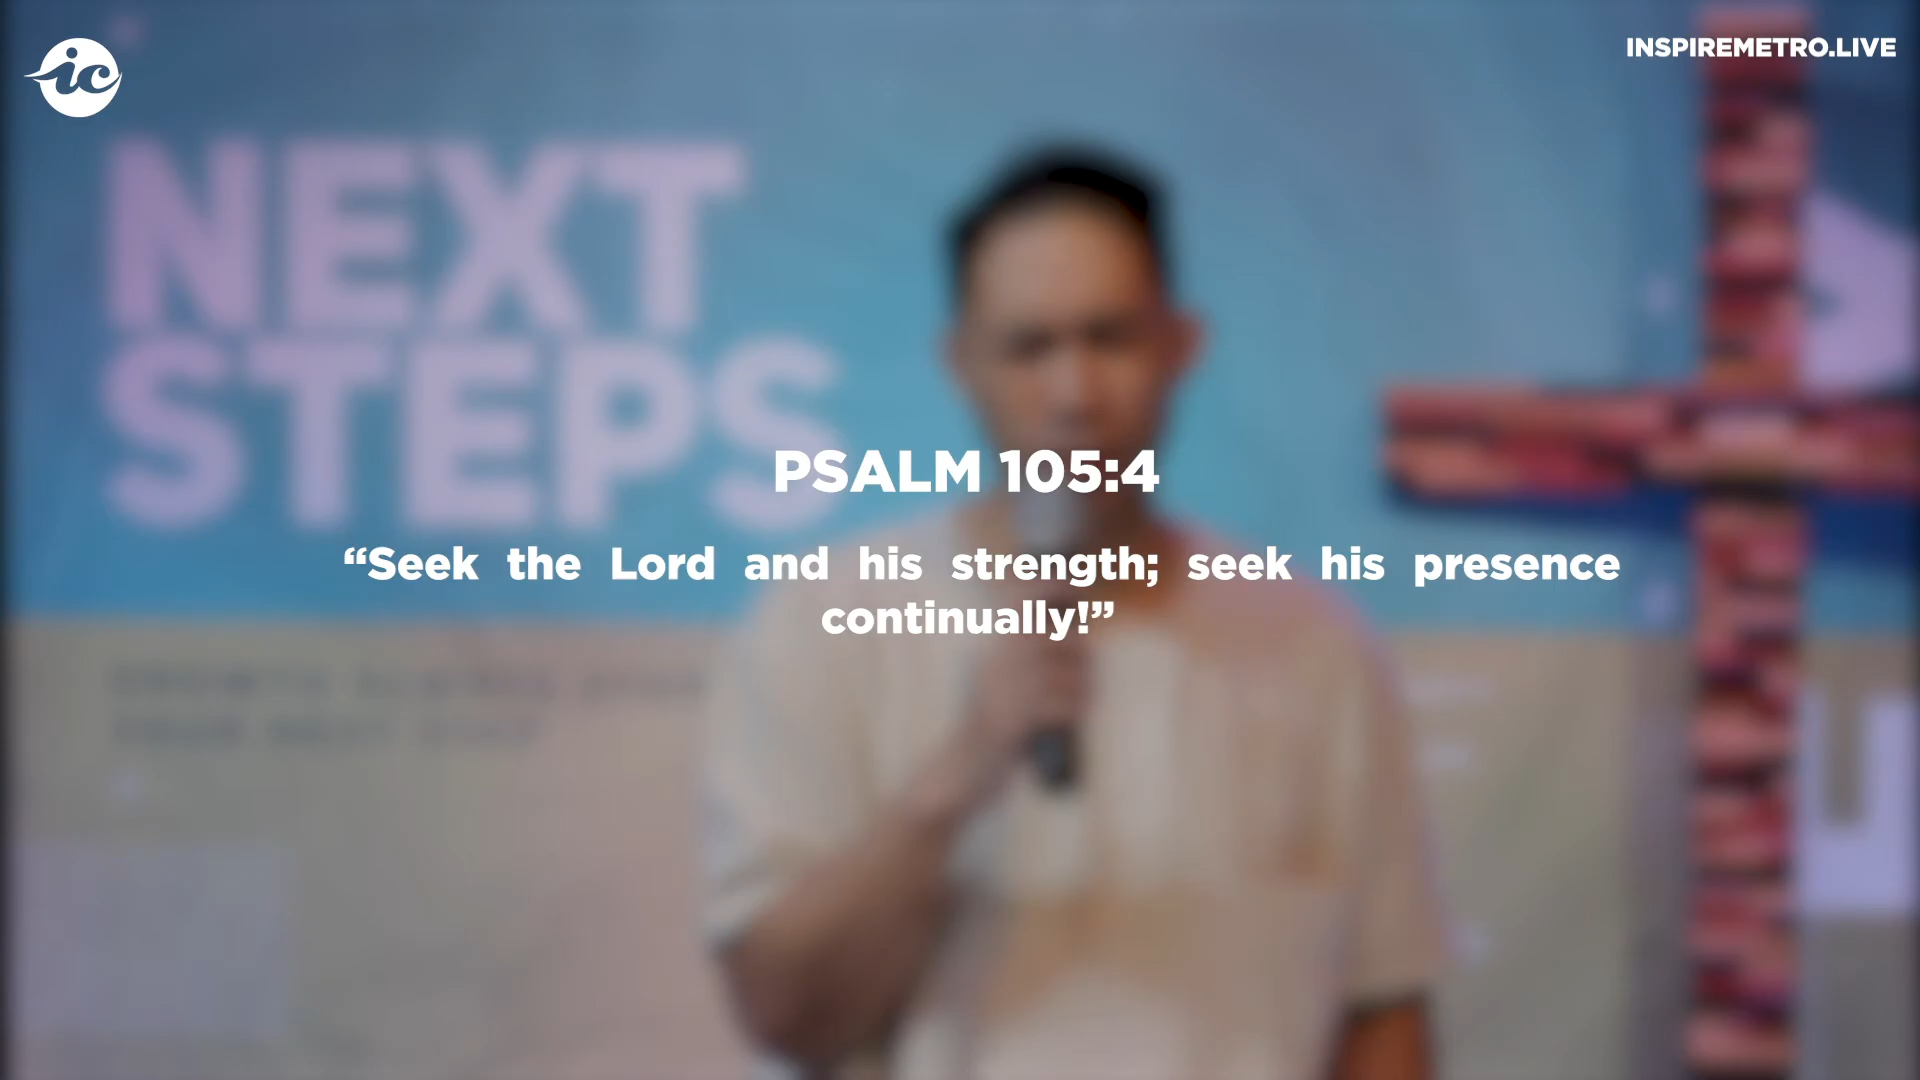 ic
INSPIREMETRO.LIVE
NEXT
STEPS
PSALM 105:4
“Seek the Lord and his strength; seek his presence
continually!”